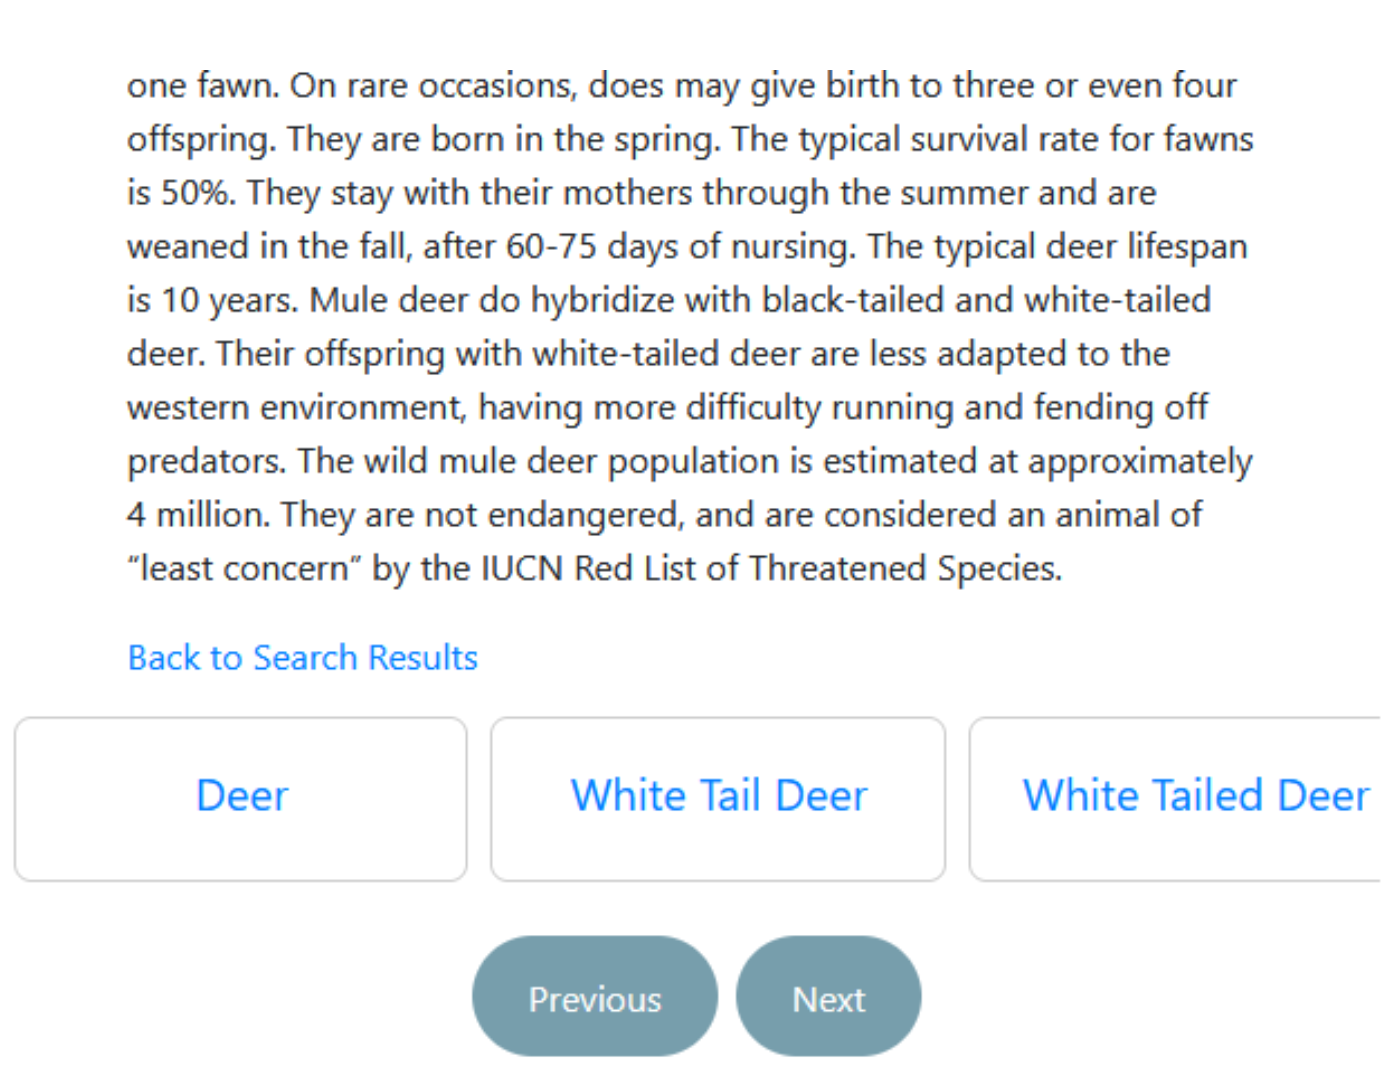 one fawn. On rare occasions, does may give birth to three or even four
offspring. They are born in the spring. The typical survival rate for fawns
is 50%. They stay with their mothers through the summer and are
weaned in the fall, after 60-75 days of nursing. The typical deer lifespan
is 10 years. Mule deer do hybridize with black-tailed and white-tailed
deer. Their offspring with white-tailed deer are less adapted to the
western environment, having more difficulty running and fending off
predators. The wild mule deer population is estimated at approximately
4 million. They are not endangered, and are considered an animal of
“least concern” by the IUCN Red List of Threatened Species.
Back to Search Results
Deer
White Tail Deer
White Tailed Deer
Previous
Next